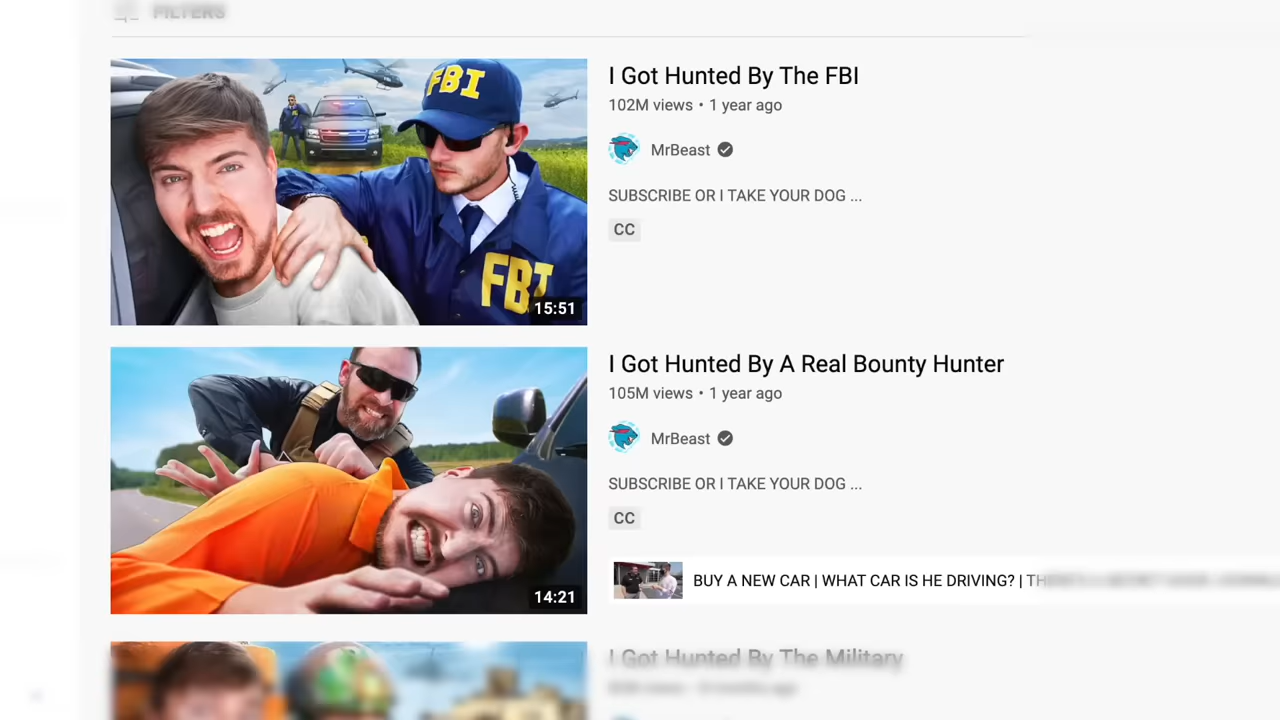 FILTERS
FBI
FBI
15:51
I Got Hunted By The FBI
102M views • 1 year ago
MrBeast
SUBSCRIBE OR I TAKE YOUR DOG ...
CC
14:21
I Got Hunted By A Real Bounty Hunter
105M views • 1 year ago
MrBeast
SUBSCRIBE OR I TAKE YOUR DOG ...
CC
BUY A NEW CAR | WHAT CAR IS HE DRIVING? |
I Got Hunted By The Military